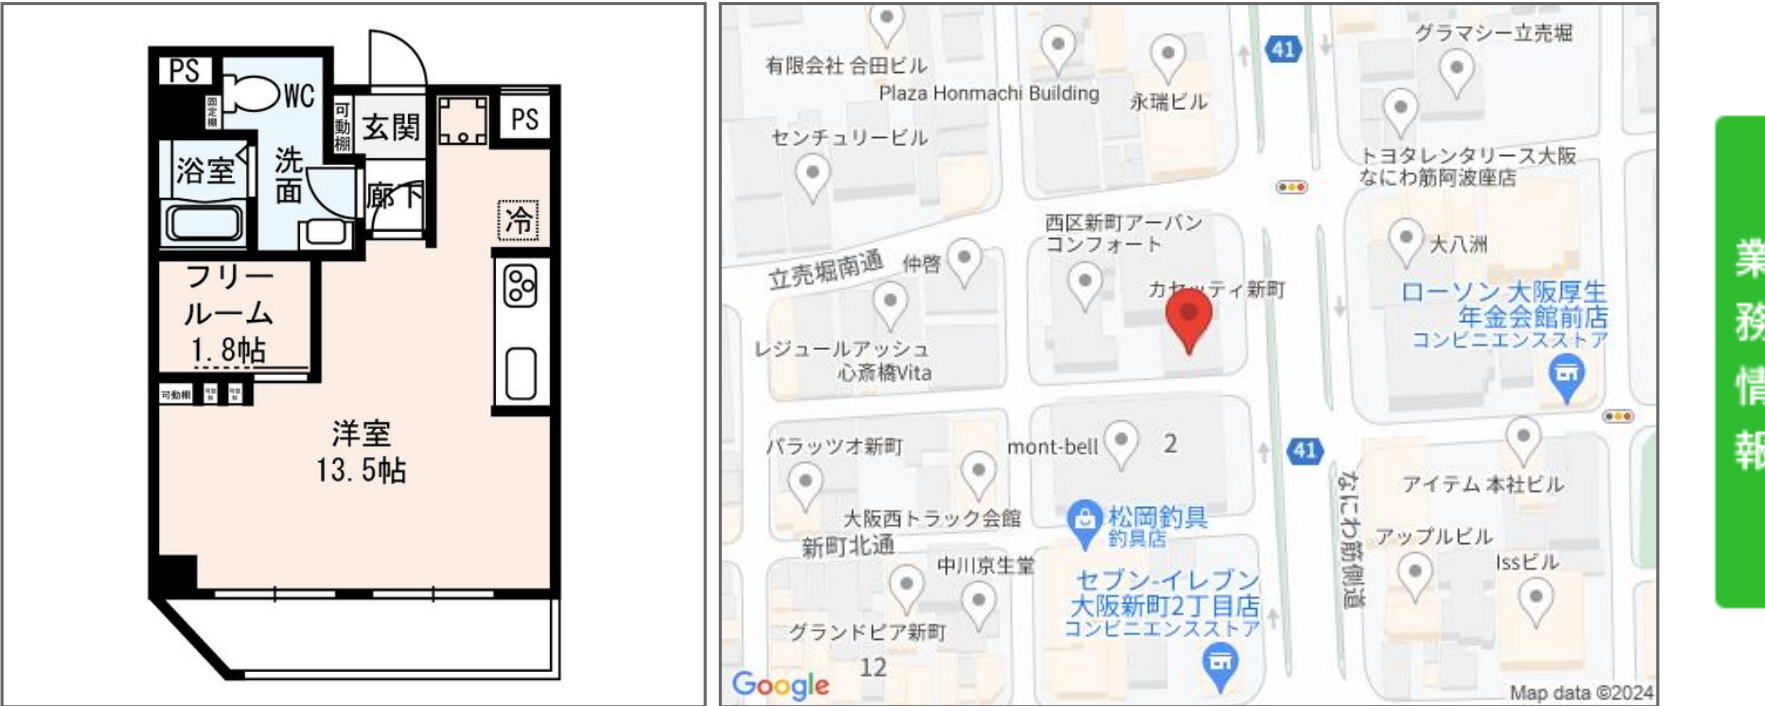 PS
WC
固定棚
可動棚
玄関
PS
浴室
洗面
廊下
冷
フリー
ルーム
1.8帖
可動棚
洋室
13.5帖
有限会社 合田ビル
Plaza Honmachi Building
永瑞ビル
41
グラマシー立売堀
センチュリービル
トヨタレンタリース大阪
なにわ筋阿波座店
西区新町アーバン
コンフォート
大八洲
立売堀南通
仲啓
カセッティ新町
ローソン 大阪厚生
年金会館前店
コンビニエンスストア
レジュールアッシュ
心斎橋Vita
パラッツオ新町
mont-bell
2
41
アイテム 本社ビル
大阪西トラック会館
松岡釣具
釣具店
新町北通
なにわ筋側道
アップルビル
中川京生堂
Issビル
セブン-イレブン
大阪新町2丁目店
コンビニエンスストア
グランドピア新町
12
Google
Map data ©2024
業務情報